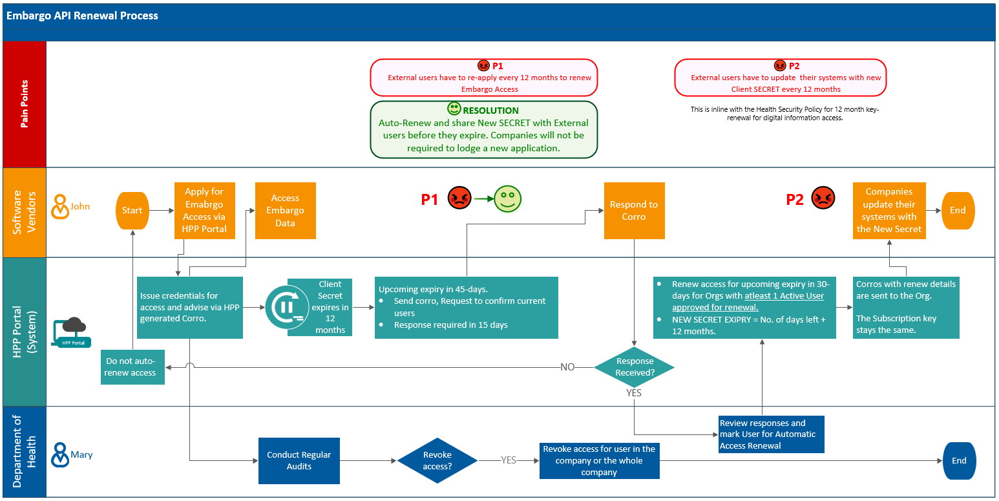 Embargo API Renewal Process
Pain Points
P1
External users have to re-apply every 12 months to renew
Embargo Access
RESOLUTION
Auto-Renew and share New SECRET with External
users before they expire. Companies will not be
required to lodge a new application.
P2
External users have to update their systems with new
Client SECRET every 12 months
This is inline with the Health Security Policy for 12 month key-
renewal for digital information access.
Software
Vendors
John
Start
Apply for
Emabrgo
Access via
HPP Portal
Access
Embargo
Data
P1
Respond to
Corro
P2
Companies
update their
systems with
the New Secret
End
HPP Portal
(System)
HPP Portal
Issue credentials for
access and advise via HPP
generated Corro.
Client
Secret
expires in
12
months
Upcoming expiry in 45-days.
• Send corro, Request to confirm current
users
• Response required in 15 days
• Renew access for upcoming expiry in 30-
days for Orgs with atleast 1 Active User
approved for renewal.
• NEW SECRET EXIPRY = No. of days left +
12 months.
Corros with renew details
are sent to the Org.
The Subscription key
stays the same.
Do not auto-
renew access
NO
Response
Received?
YES
Department of
Health
Mary
Conduct Regular
Audits
Revoke
access?
YES
Revoke access for user in the
company or the whole
company
Review responses and
mark User for Automatic
Access Renewal
End